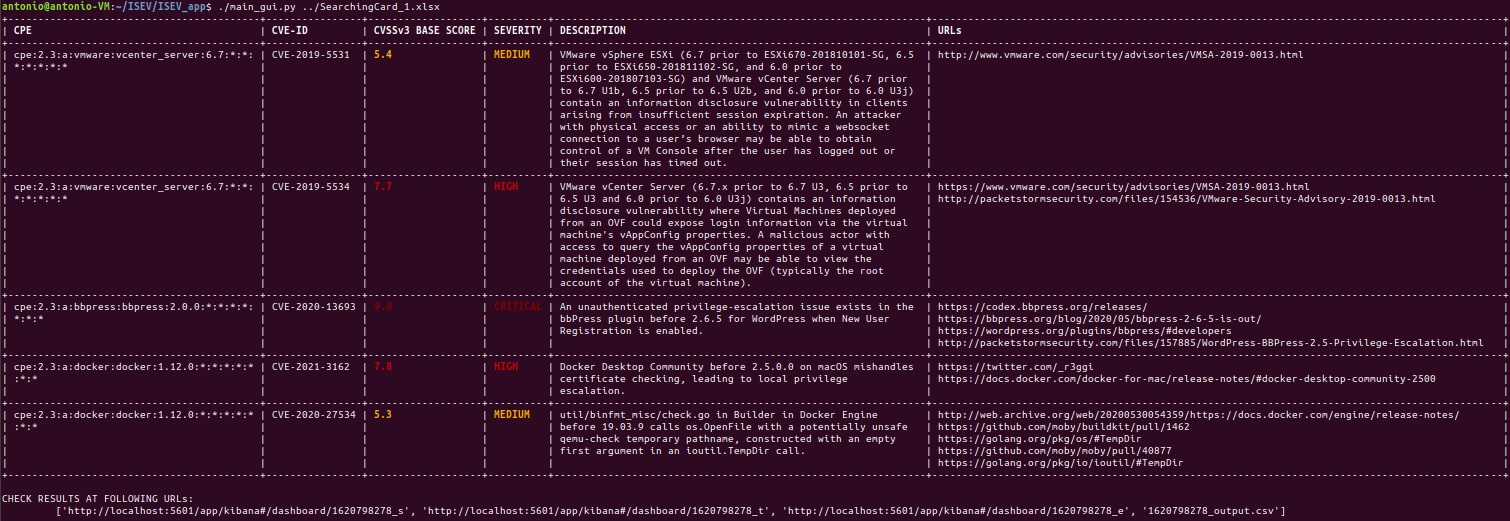 antonio@antonio-VM:~/ISEV/ISEV_app$ ./main_gui.py ../SearchingCard_1.xlsx
| CPE | CVE-ID | CVSSv3 BASE SCORE | SEVERITY | DESCRIPTION | URLs |
| cpe:2.3:a:vmware:vcenter_server:6.7:*:*: | CVE-2019-5531 | 5.4 | MEDIUM | VMware vSphere ESXi (6.7 prior to ESXi670-201810101-SG, 6.5 | http://www.vmware.com/security/advisories/VMSA-2019-0013.html |
| *:*:*:*:* | | | | prior to ESXi650-201811102-SG, and 6.0 prior to | |
| | | | | ESXi600-201807103-SG) and VMware vCenter Server (6.7 prior | |
| | | | | to 6.7 U1b, 6.5 prior to 6.5 U2b, and 6.0 prior to 6.0 U3j) | |
| | | | | contain an information disclosure vulnerability in clients | |
| | | | | arising from insufficient session expiration. An attacker | |
| | | | | with physical access or an ability to mimic a websocket | |
| | | | | connection to a user’s browser may be able to obtain | |
| | | | | control of a VM Console after the user has logged out or | |
| | | | | their session has timed out. | |
| cpe:2.3:a:vmware:vcenter_server:6.7:*:*: | CVE-2019-5534 | 7.7 | HIGH | VMware vCenter Server (6.7.x prior to 6.7 U3, 6.5 prior to | https://www.vmware.com/security/advisories/VMSA-2019-0013.html |
| *:*:*:*:* | | | | 6.5 U3 and 6.0 prior to 6.0 U3j) contains an information | http://packetstormsecurity.com/files/154536/VMware-Security-Advisory-2019-0013.html |
| | | | | disclosure vulnerability where Virtual Machines deployed | |
| | | | | from an OVF could expose login information via the virtual | |
| | | | | machine's vAppConfig properties. A malicious actor with | |
| | | | | access to query the vAppConfig properties of a virtual | |
| | | | | machine deployed from an OVF may be able to view the | |
| | | | | credentials used to deploy the OVF (typically the root | |
| | | | | account of the virtual machine). | |
| cpe:2.3:a:bbpress:bbpress:2.0.0:*:*:*:*: | CVE-2020-13693 | 9.8 | CRITICAL | An unauthenticated privilege-escalation issue exists in the | https://codex.bbpress.org/releases/ |
| *:*:* | | | | bbPress plugin before 2.6.5 for WordPress when New User | https://bbpress.org/blog/2020/05/bbpress-2-6-5-is-out/ |
| | | | | Registration is enabled. | https://wordpress.org/plugins/bbpress/#developers |
| | | | | | http://packetstormsecurity.com/files/157885/WordPress-BBPress-2.5-Privilege-Escalation.html |
| cpe:2.3:a:docker:docker:1.12.0:*:*:*:*:* | CVE-2021-3162 | 7.8 | HIGH | Docker Desktop Community before 2.5.0.0 on macOS mishandles | https://twitter.com/_r3ggi |
| :*:* | | | | certificate checking, leading to local privilege | https://docs.docker.com/docker-for-mac/release-notes/#docker-desktop-community-2500 |
| | | | | escalation. | |
| cpe:2.3:a:docker:docker:1.12.0:*:*:*:*:* | CVE-2020-27534 | 5.3 | MEDIUM | util/binfmt_misc/check.go in Builder in Docker Engine | http://web.archive.org/web/20200530054359/https://docs.docker.com/engine/release-notes/ |
| :*:* | | | | before 19.03.9 calls os.OpenFile with a potentially unsafe | https://github.com/moby/buildkit/pull/1462 |
| | | | | qemu-check temporary pathname, constructed with an empty | https://golang.org/pkg/os/#TempDir |
| | | | | first argument in an ioutil.TempDir call. | https://github.com/moby/moby/pull/40877 |
| | | | | | https://golang.org/pkg/io/ioutil/#TempDir |
CHECK RESULTS AT FOLLOWING URLs:
['http://localhost:5601/app/kibana#/dashboard/1620798278_s', 'http://localhost:5601/app/kibana#/dashboard/1620798278_t', 'http://localhost:5601/app/kibana#/dashboard/1620798278_e', '1620798278_output.csv']